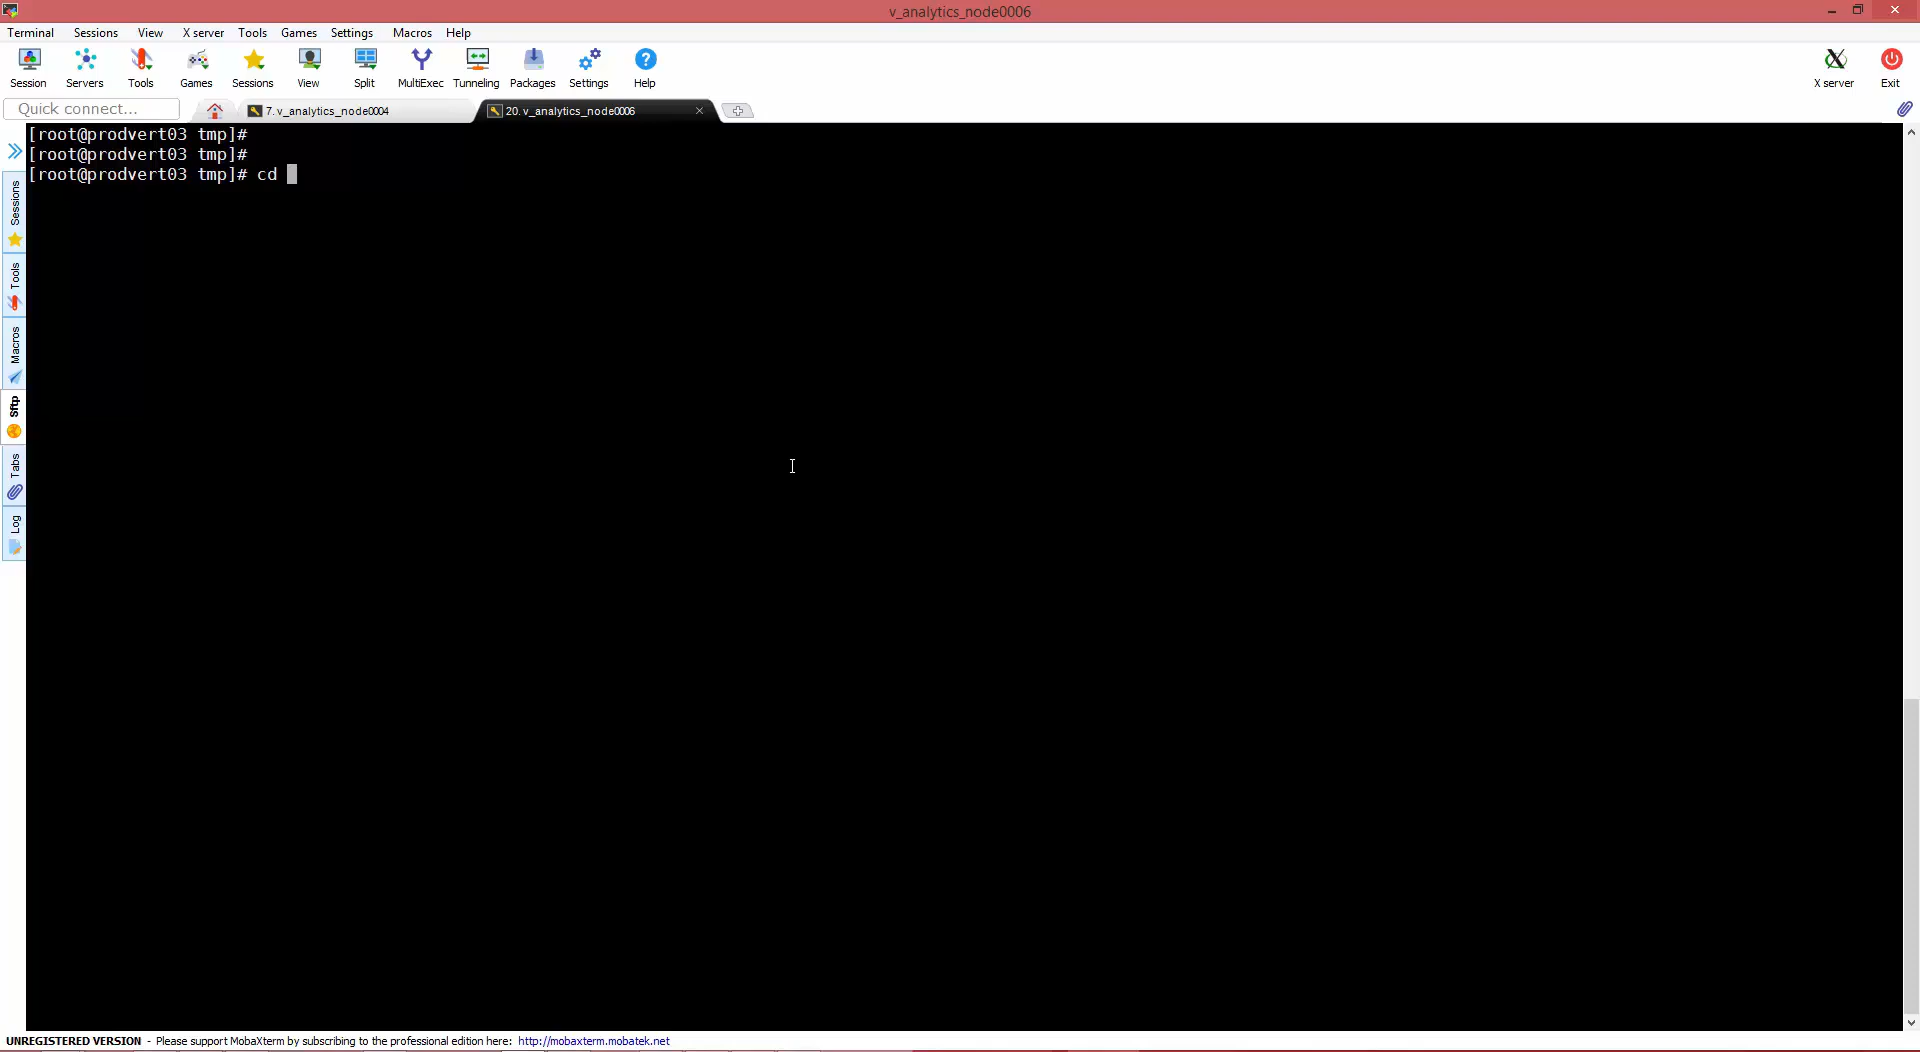 v_analytics_node0006
Terminal Sessions View X server Tools Games Settings Macros Help
Session Servers Tools Games Sessions View Split MultiExec Tunneling Packages Settings Help X server Exit
Quick connect... 7. v_analytics_node0004 20. v_analytics_node0006
[root@prodvert03 tmp]#
[root@prodvert03 tmp]#
[root@prodvert03 tmp]# cd
Sessions
Tools
Macros
Sftp
Tabs
Log
UNREGISTERED VERSION - Please support MobaXterm by subscribing to the professional edition here: http://mobaxterm.mobatek.net